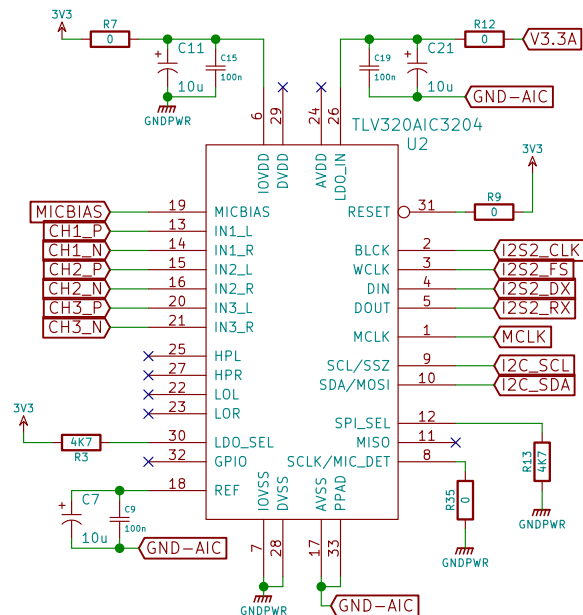 3V3
R7
0
C11
C15
100n
10u
GNDPWR
C19
100n
C21
10u
R12
0
V3.3A
GND-AIC
6
29
24
26
TLV320AIC3204
U2
IOVDD
DVDD
AVDD
LDO_IN
3V3
MICBIAS
19
MICBIAS
RESET
31
R9
0
CH1_P
13
IN1_L
CH1_N
14
IN1_R
BLCK
2
I2S2_CLK
CH2_P
15
IN2_L
WCLK
3
I2S2_FS
CH2_N
16
IN2_R
DIN
4
I2S2_DX
CH3_P
20
IN3_L
DOUT
5
I2S2_RX
CH3_N
21
IN3_R
MCLK
1
MCLK
25
HPL
SCL/SSZ
9
I2C_SCL
27
HPR
SDA/MOSI
10
I2C_SDA
22
LOL
23
LOR
3V3
SPI_SEL
12
4K7
R3
30
LDO_SEL
MISO
11
32
GPIO
SCLK/MIC_DET
8
R13
4K7
18
REF
C7
10u
C9
100n
GND-AIC
R35
0
GNDPWR
GNDPWR
IOVSS
DVSS
AVSS
PPAD
7
28
17
33
GNDPWR
GND-AIC